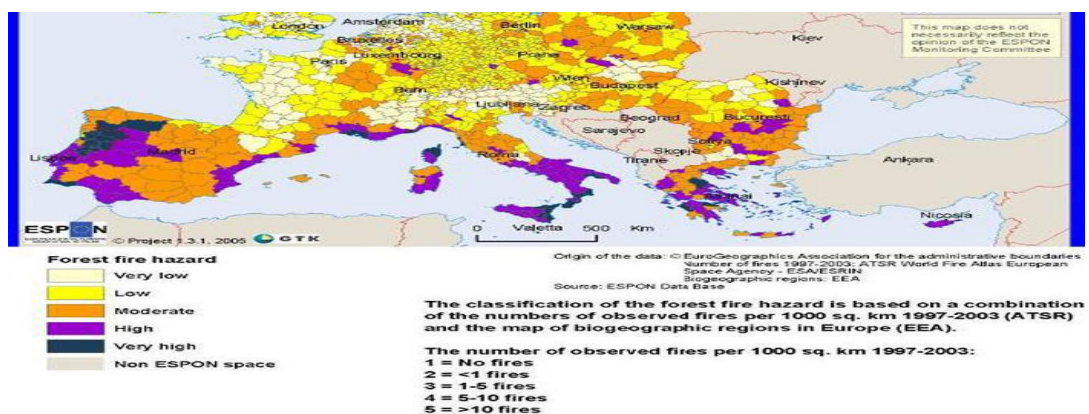 London
Amsterdam
Berlin
Warsaw
Bruxelles
This map does not
necessarily reflect the
opinion of the ESPON
Monitoring Committee
Kiev
Luxembourg
Praha
Paris
Wien
Kishinev
Bern
Budapest
Ljubljana
Zagreb
Beograd
Bucuresti
Sarajevo
Sofiya
Skopje
Lisboa
Madrid
Roma
Tirane
Ankara
Nicosia
ESPON
© Project 1.3.1, 2005
GTK
0 500 Km
Valetta
Forest fire hazard
Very low
Low
Moderate
High
Very high
Non ESPON space
Origin of the data: © EuroGeographics Association for the administrative boundaries
Number of fires 1997-2003: ATSR World Fire Atlas European
Space Agency - ESA/ESRIN
Biogeographic regions: EEA
Source: ESPON Data Base
The classification of the forest fire hazard is based on a combination
of the numbers of observed fires per 1000 sq. km 1997-2003 (ATSR)
and the map of biogeographic regions in Europe (EEA).
The number of observed fires per 1000 sq. km 1997-2003:
1 = No fires
2 = <1 fires
3 = 1-5 fires
4 = 5-10 fires
5 = >10 fires